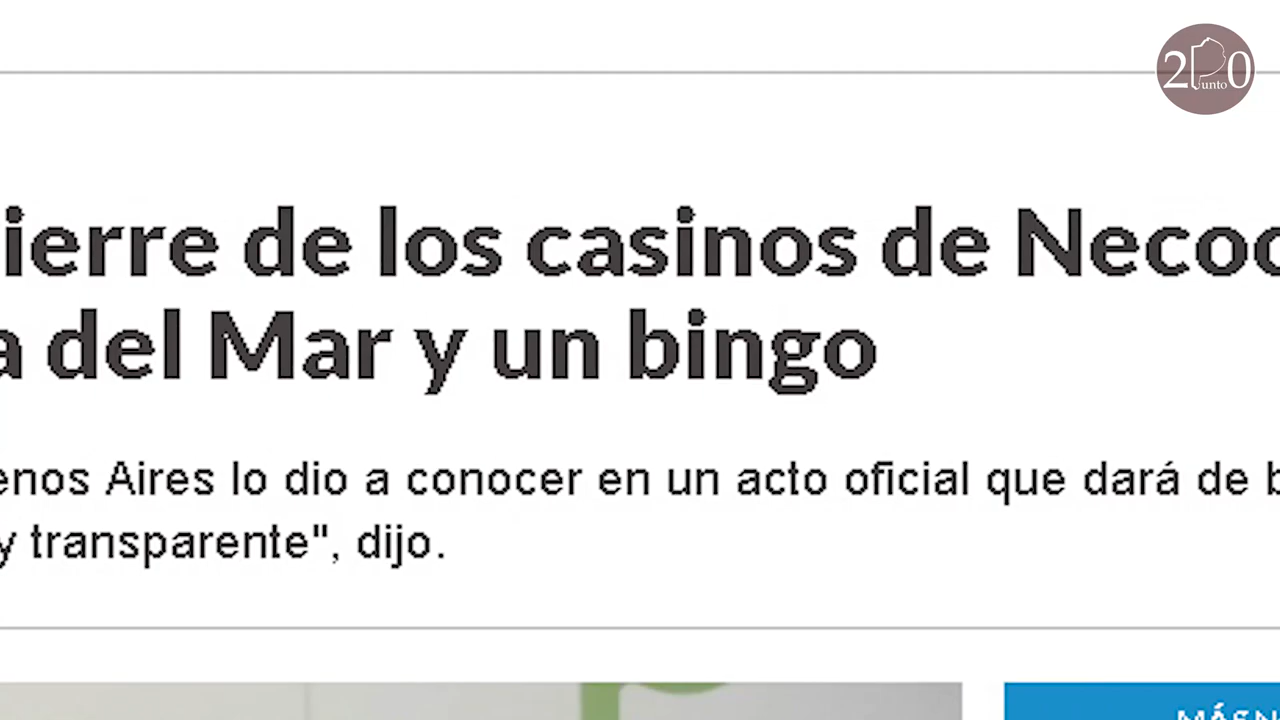 2Punto0
ierre de los casinos de Necoc
a del Mar y un bingo
enos Aires lo dio a conocer en un acto oficial que dará de b
y transparente", dijo.